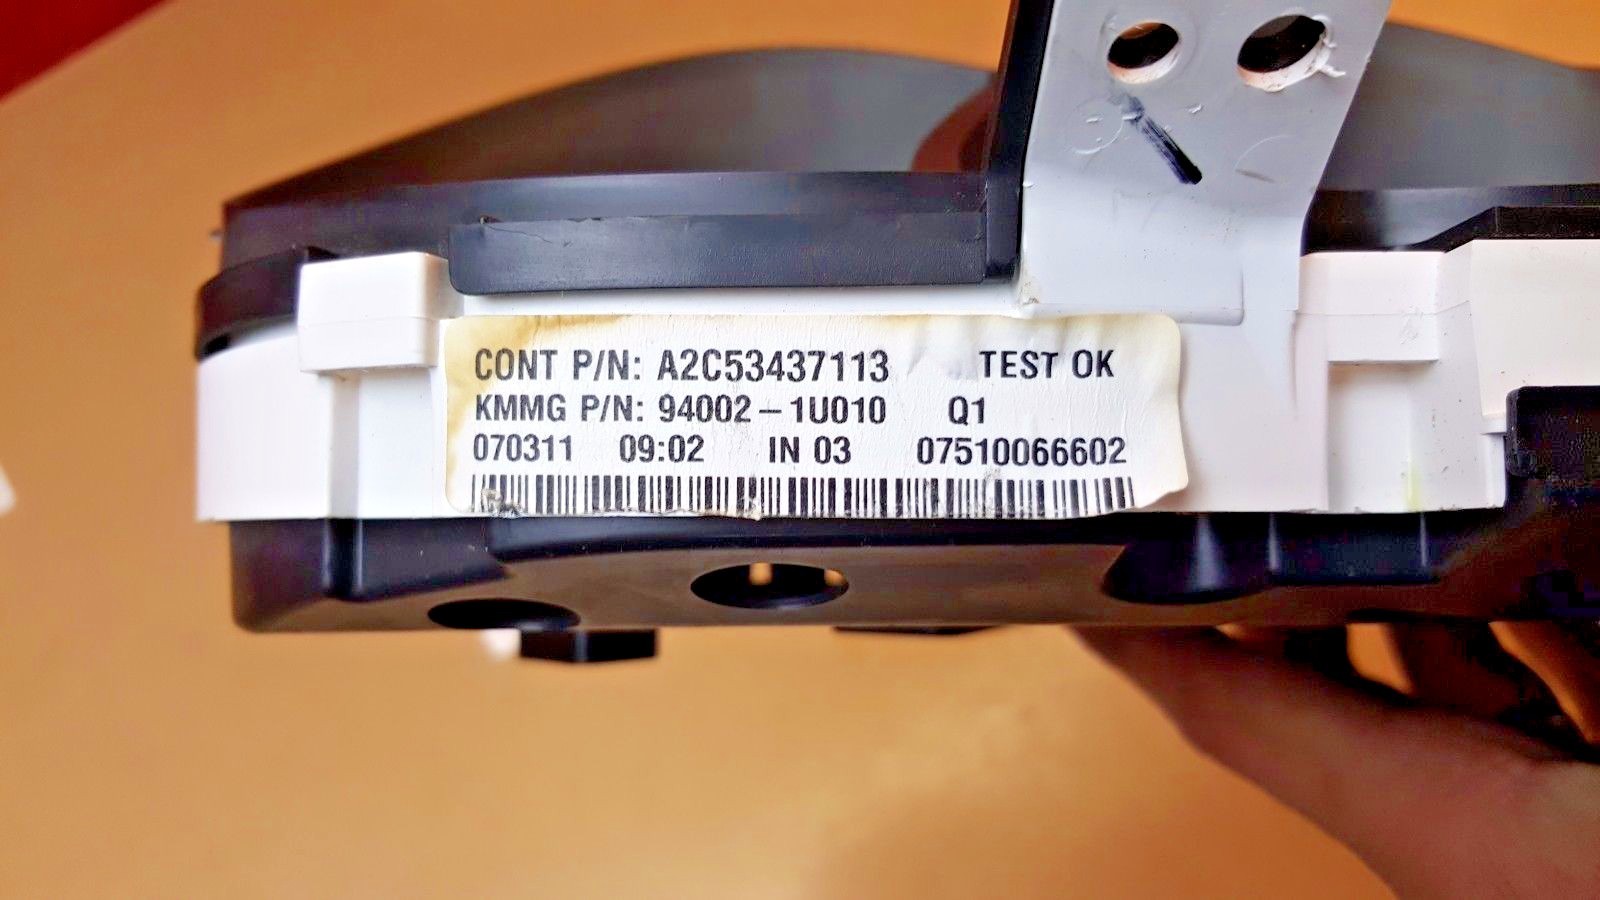 CONT P/N: A2C53437113 TEST OK
KMMG P/N: 94002-1U010 Q1
070311 09:02 IN 03 07510066602